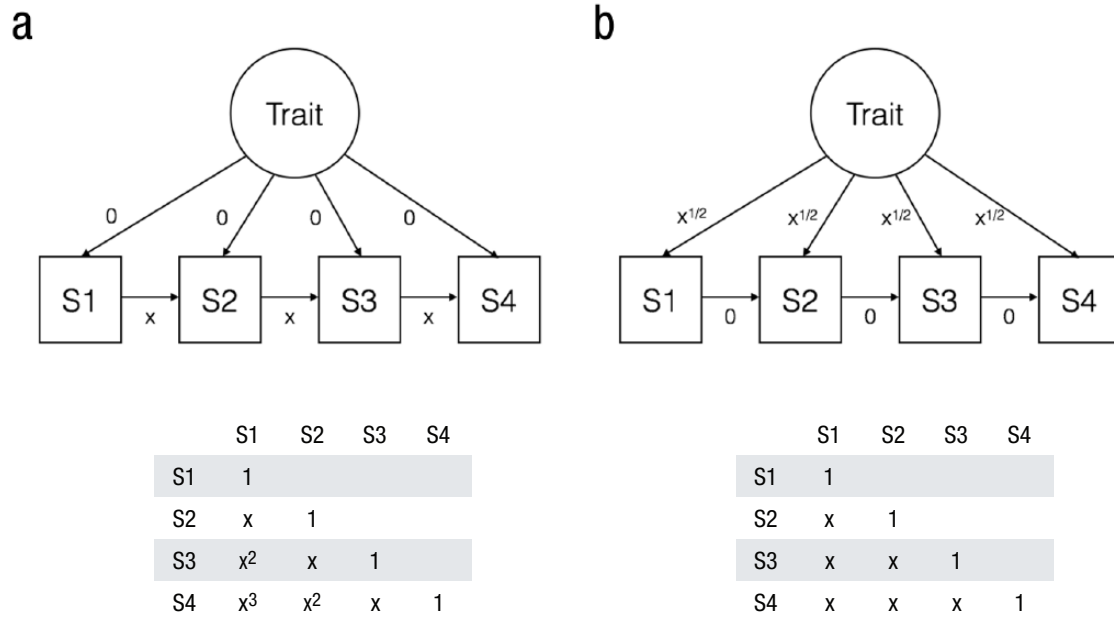 a b
Trait Trait
0 0 0 0 x1/2 x1/2 x1/2 x1/2
S1 S2 S3 S4 S1 S2 S3 S4
x x x 0 0 0
S1 S2 S3 S4 S1 S2 S3 S4
S1 1 S1 1
S2 x 1 S2 x 1
S3 x² x 1 S3 x x 1
S4 x³ x² x 1 S4 x x x 1